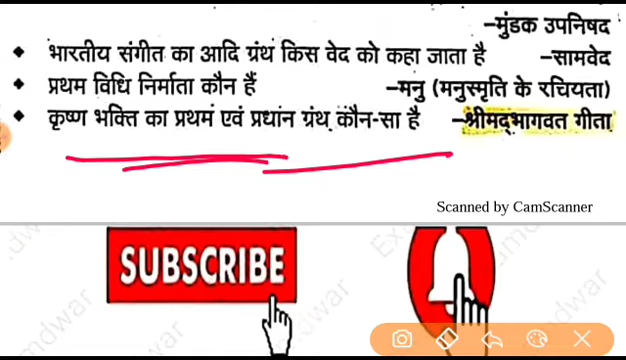 –मुंडक उपनिषद
◆ भारतीय संगीत का आदि ग्रंथ किस वेद को कहा जाता है –सामवेद
◆ प्रथम विधि निर्माता कौन हैं –मनु (मनुस्मृति के रचियता)
◆ कृष्ण भक्ति का प्रथम एवं प्रधान ग्रंथ कौन-सा है –श्रीमद्भागवत गीता
Scanned by CamScanner
SUBSCRIBE